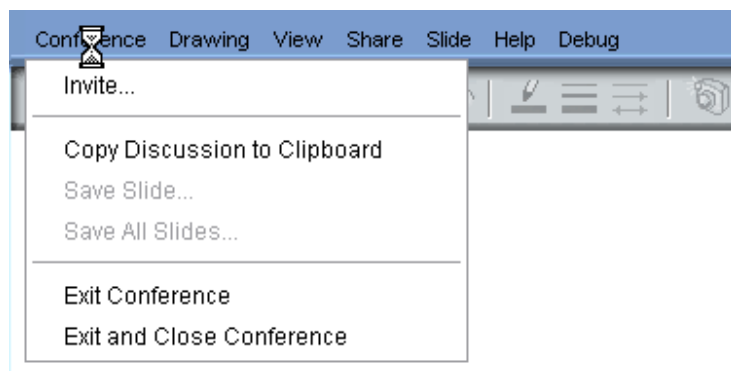 Conference Drawing View Share Slide Help Debug
Invite...
Copy Discussion to Clipboard
Save Slide...
Save All Slides...
Exit Conference
Exit and Close Conference